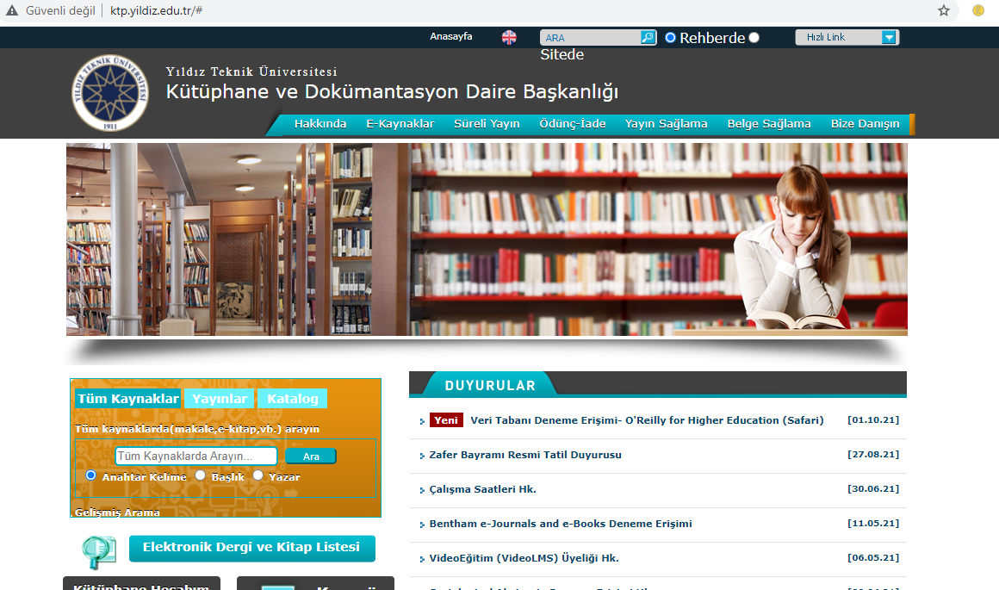 Güvenli değil | ktp.yildiz.edu.tr/#
Anasayfa
ARA
Rehberde
Sitede
Hızlı Link
YILDIZ TEKNİK ÜNİVERSİTESİ
1911
Yıldız Teknik Üniversitesi
Kütüphane ve Dokümantasyon Daire Başkanlığı
Hakkında E-Kaynaklar Süreli Yayın Ödünç-İade Yayın Sağlama Belge Sağlama Bize Danışın
Tüm Kaynaklar Yayınlar Katalog
Tüm kaynaklarda(makale,e-kitap,vb.) arayın
Tüm Kaynaklarda Arayın... Ara
Anahtar Kelime Başlık Yazar
Gelişmiş Arama
Elektronik Dergi ve Kitap Listesi
Kütüphane Hesabım
DUYURULAR
Yeni Veri Tabanı Deneme Erişimi- O'Reilly for Higher Education (Safari) [01.10.21]
Zafer Bayramı Resmi Tatil Duyurusu [27.08.21]
Çalışma Saatleri Hk. [30.06.21]
Bentham e-Journals and e-Books Deneme Erişimi [11.05.21]
VideoEğitim (VideoLMS) Üyeliği Hk. [06.05.21]